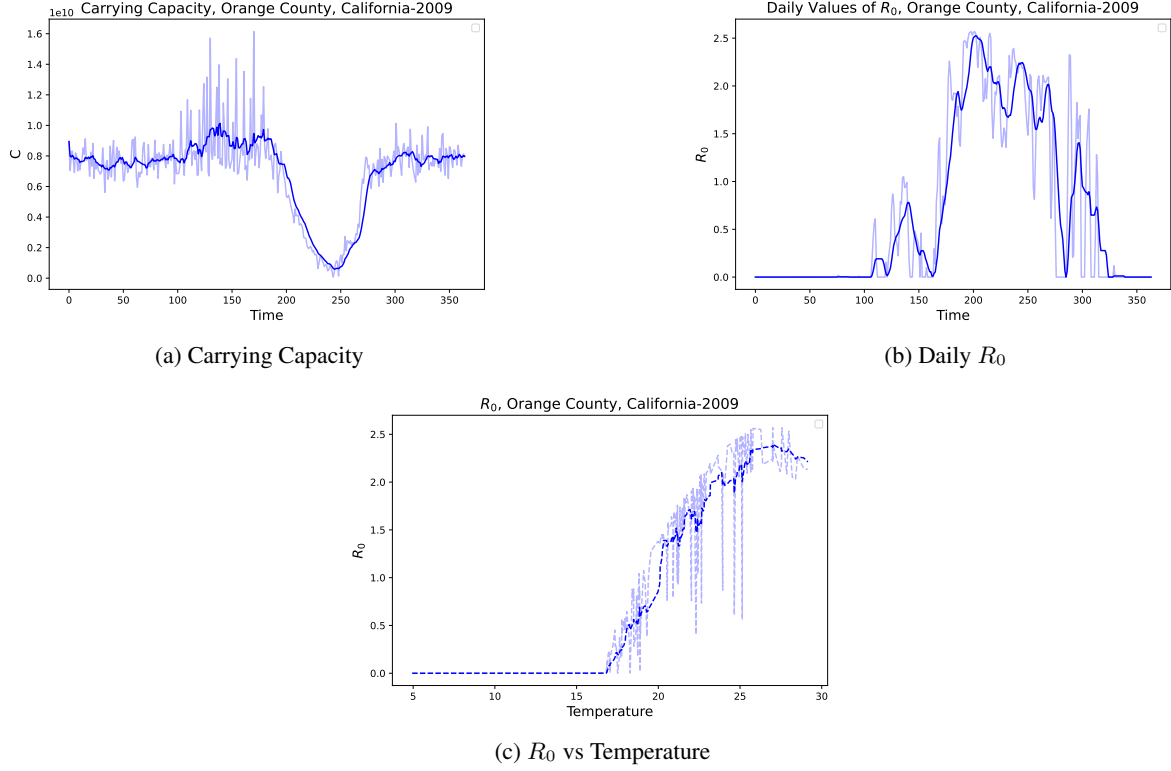 Carrying Capacity, Orange County, California-2009
1e10
1.6
1.4
1.2
1.0
0.8
0.6
0.4
0.2
0.0
C
0 50 100 150 200 250 300 350
Time
(a) Carrying Capacity
Daily Values of R₀, Orange County, California-2009
2.5
2.0
1.5
1.0
0.5
0.0
R₀
0 50 100 150 200 250 300 350
Time
(b) Daily R₀
R₀, Orange County, California-2009
2.5
2.0
1.5
1.0
0.5
0.0
R₀
5 10 15 20 25 30
Temperature
(c) R₀ vs Temperature